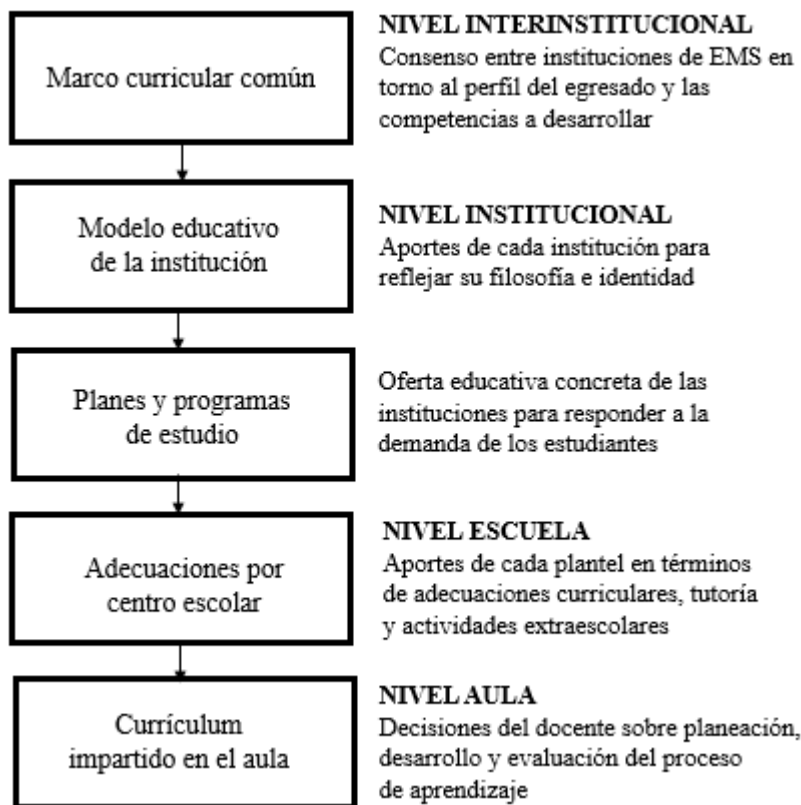 Marco curricular común
NIVEL INTERINSTITUCIONAL
Consenso entre instituciones de EMS en
torno al perfil del egresado y las
competencias a desarrollar
Modelo educativo
de la institución
NIVEL INSTITUCIONAL
Aportes de cada institución para
reflejar su filosofía e identidad
Planes y programas
de estudio
Oferta educativa concreta de las
instituciones para responder a la
demanda de los estudiantes
Adecuaciones por
centro escolar
NIVEL ESCUELA
Aportes de cada plantel en términos
de adecuaciones curriculares, tutoría
y actividades extraescolares
Currículum
impartido en el aula
NIVEL AULA
Decisiones del docente sobre planeación,
desarrollo y evaluación del proceso
de aprendizaje